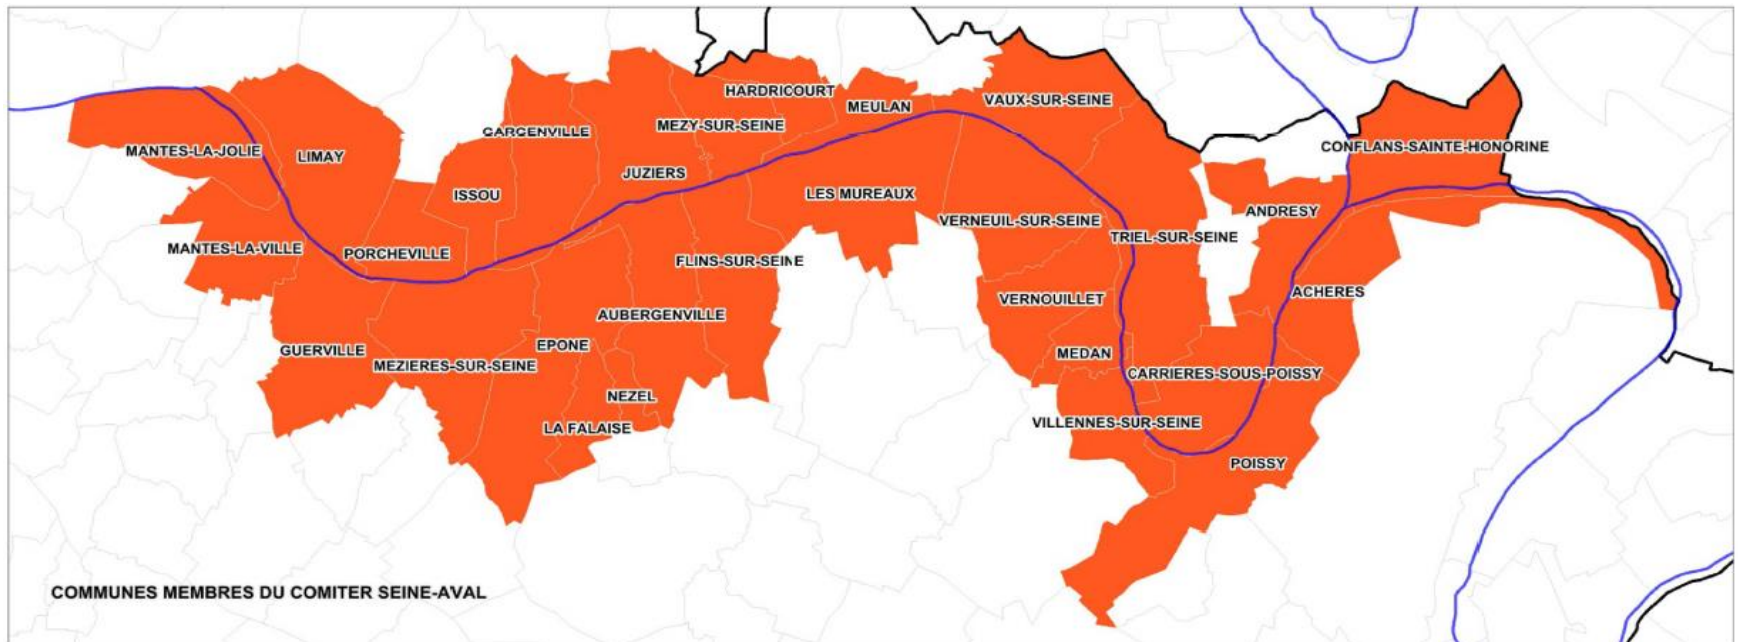 HARDRICOURT
MEULAN
VAUX-SUR-SEINE
MEZY-SUR-SEINE
GARGENVILLE
CONFLANS-SAINTE-HONORINE
MANTES-LA-JOLIE
LIMAY
JUZIERS
ISSOU
LES MUREAUX
ANDRESY
VERNEUIL-SUR-SEINE
TRIEL-SUR-SEINE
MANTES-LA-VILLE
PORCHEVILLE
FLINS-SUR-SEINE
ACHERES
VERNOUILLET
AUBERGENVILLE
EPONE
GUERVILLE
MEDAN
MEZIERES-SUR-SEINE
CARRIERES-SOUS-POISSY
NEZEL
VILLENNES-SUR-SEINE
LA FALAISE
POISSY
COMMUNES MEMBRES DU COMITER SEINE-AVAL